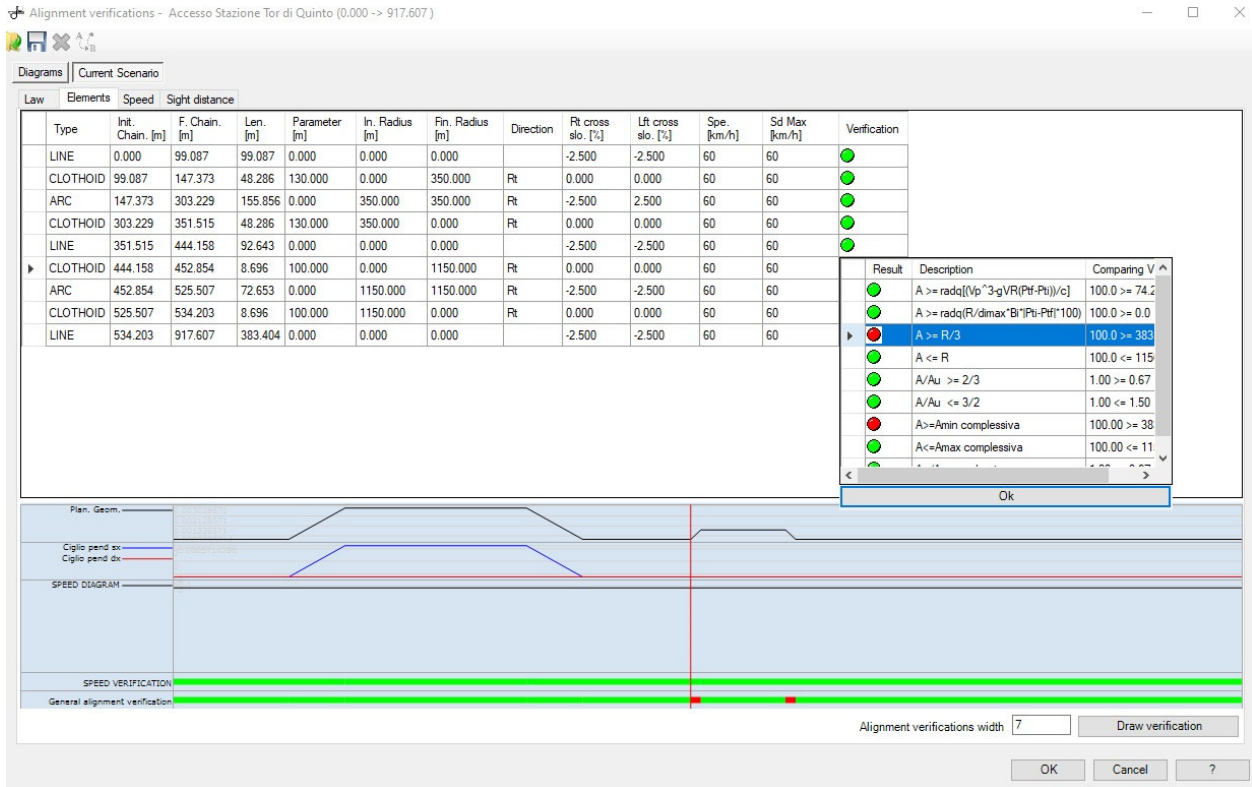 Alignment verifications - Accesso Stazione Tor di Quinto (0.000 -> 917.607 )
Diagrams Current Scenario
Law Elements Speed Sight distance
Type Init. Chain. [m] F. Chain. [m] Len. [m] Parameter [m] In. Radius [m] Fin. Radius [m] Direction Rt cross slo. [%] Lft cross slo. [%] Spe. [km/h] Sd Max [km/h] Verification
LINE 0.000 99.087 99.087 0.000 0.000 0.000 -2.500 -2.500 60 60
CLOTHOID 99.087 147.373 48.286 130.000 0.000 350.000 Rt 0.000 0.000 60 60
ARC 147.373 303.229 155.856 0.000 350.000 350.000 Rt -2.500 2.500 60 60
CLOTHOID 303.229 351.515 48.286 130.000 350.000 0.000 Rt 0.000 0.000 60 60
LINE 351.515 444.158 92.643 0.000 0.000 0.000 -2.500 -2.500 60 60
CLOTHOID 444.158 452.854 8.696 100.000 0.000 1150.000 Rt 0.000 0.000 60 60
ARC 452.854 525.507 72.653 0.000 1150.000 1150.000 Rt -2.500 -2.500 60 60
CLOTHOID 525.507 534.203 8.696 100.000 1150.000 0.000 Rt 0.000 0.000 60 60
LINE 534.203 917.607 383.404 0.000 0.000 0.000 -2.500 -2.500 60 60
Result Description Comparing V
A >= radq[(Vp^3-gVR(Ptf-Pti))/c] 100.0 >= 74.2
A >= radq(R/dimax*Bi*|Pti-Ptf|*100) 100.0 >= 0.0
A >= R/3 100.0 >= 383
A <= R 100.0 <= 115
A/Au >= 2/3 1.00 >= 0.67
A/Au <= 3/2 1.00 <= 1.50
A>=Amin complessiva 100.00 >= 38
A<=Amax complessiva 100.00 <= 11
Ok
Plan. Geom.
Ciglio pend sx
Ciglio pend dx
SPEED DIAGRAM
SPEED VERIFICATION
General alignment verification
Alignment verifications width 7 Draw verification
OK Cancel ?